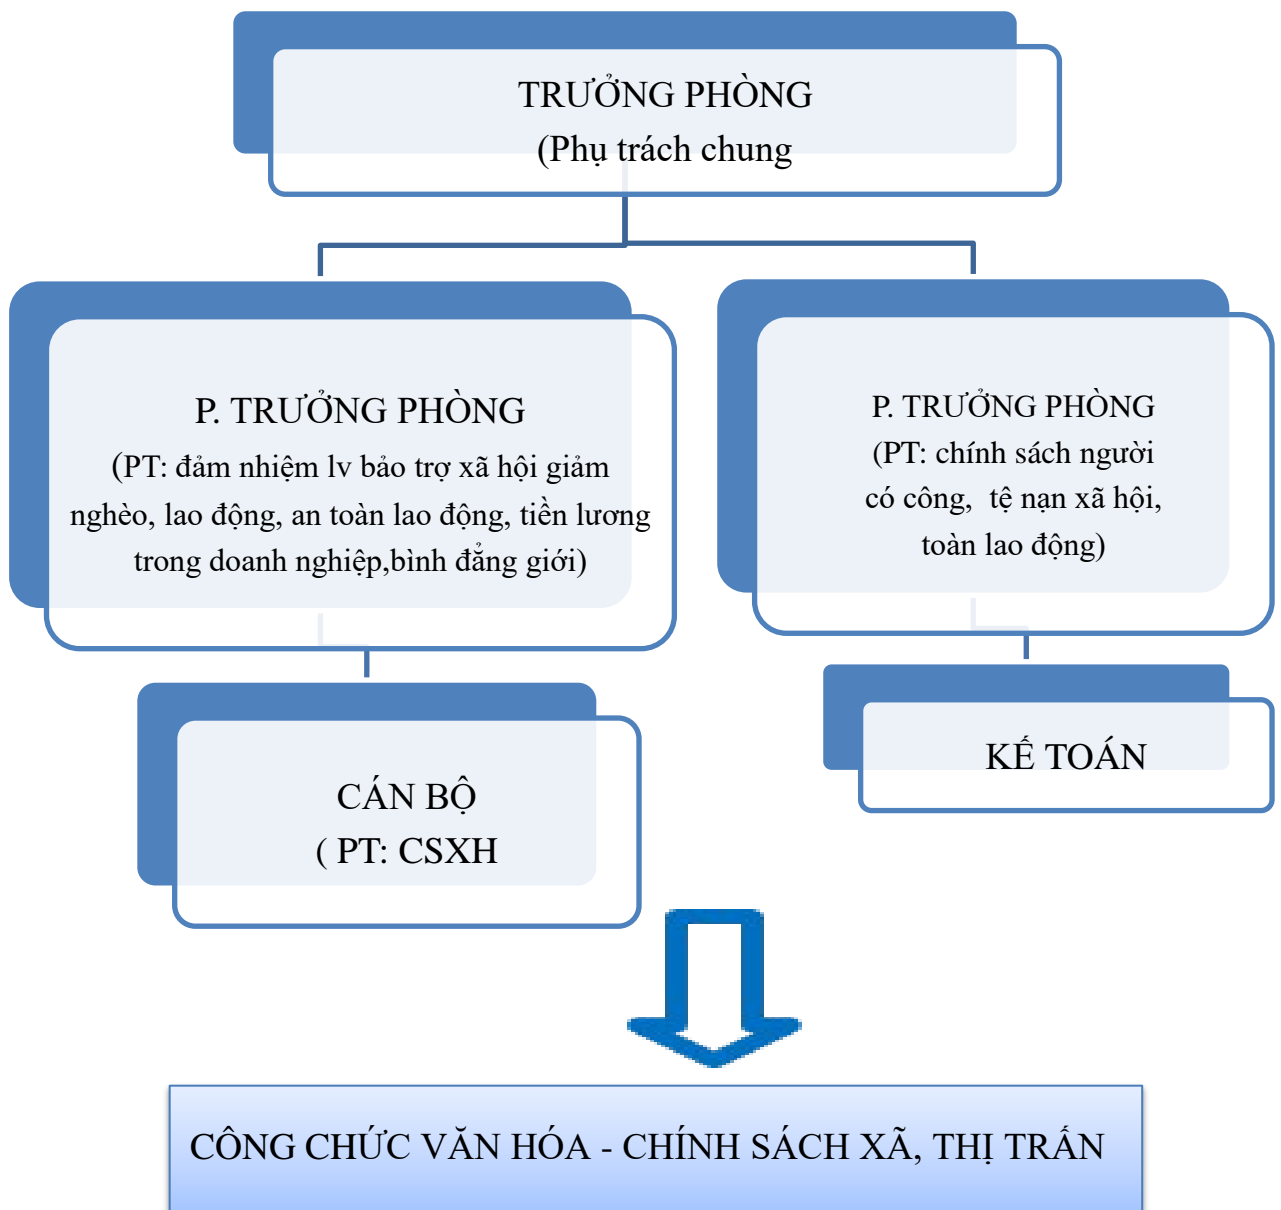 TRƯỞNG PHÒNG
(Phụ trách chung
P. TRƯỞNG PHÒNG
(PT: đảm nhiệm lv bảo trợ xã hội giảm
nghèo, lao động, an toàn lao động, tiền lương
trong doanh nghiệp,bình đẳng giới)
P. TRƯỞNG PHÒNG
(PT: chính sách người
có công, tệ nạn xã hội,
toàn lao động)
CÁN BỘ
( PT: CSXH
KẾ TOÁN
CÔNG CHỨC VĂN HÓA - CHÍNH SÁCH XÃ, THỊ TRẤN